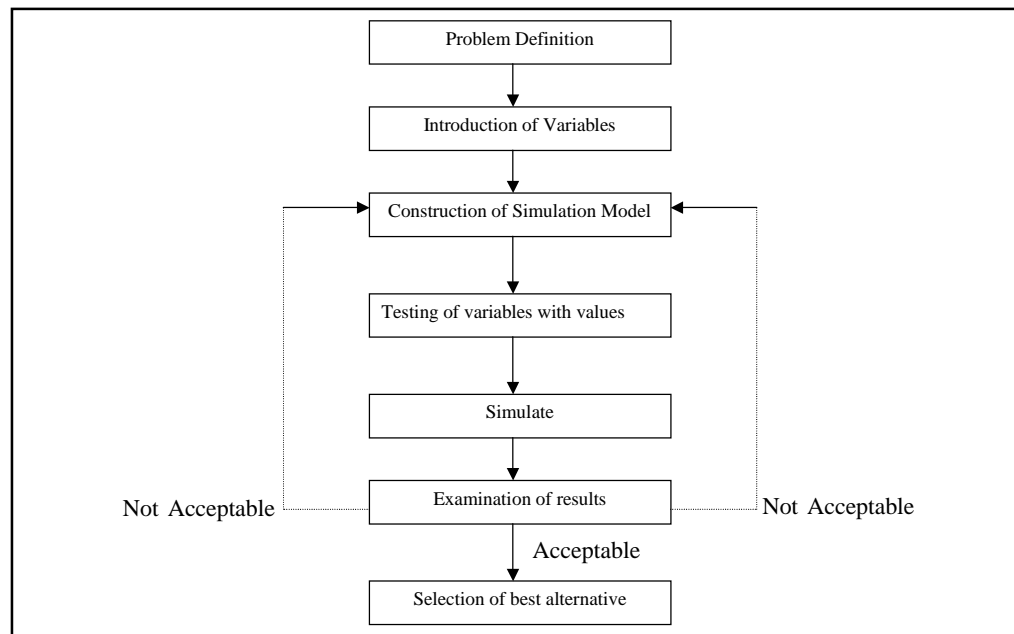 Problem Definition
Introduction of Variables
Construction of Simulation Model
Testing of variables with values
Simulate
Examination of results
Not Acceptable
Not Acceptable
Acceptable
Selection of best alternative